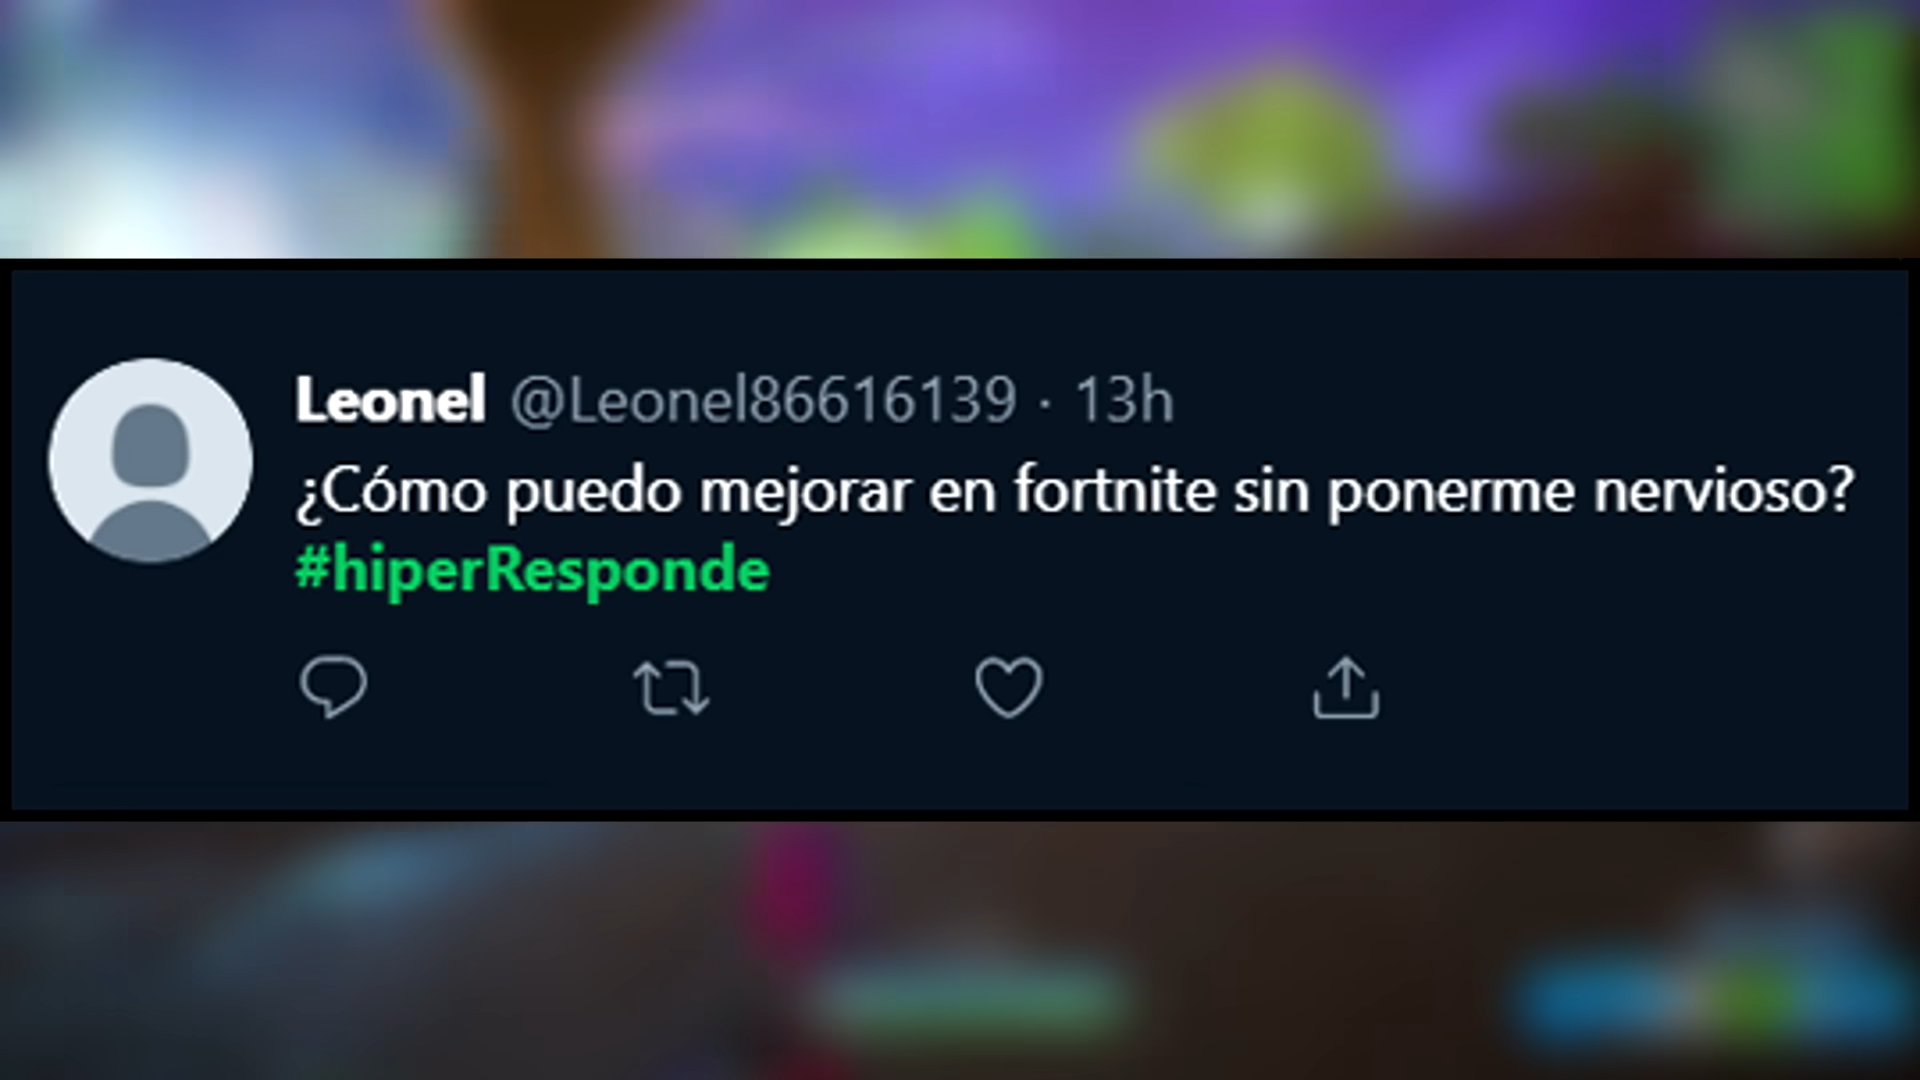 Leonel @Leonel86616139 · 13h
¿Cómo puedo mejorar en fortnite sin ponerme nervioso?
#hiperResponde